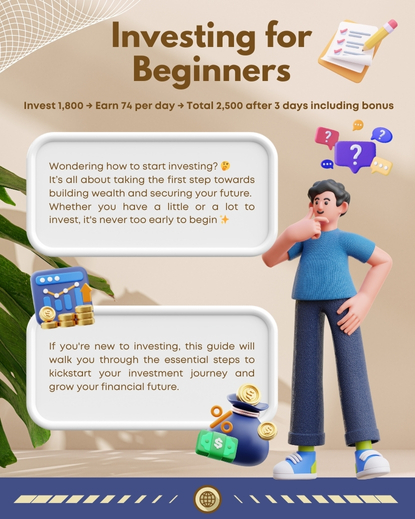 Investing for
Beginners
Invest 1,800 → Earn 74 per day → Total 2,500 after 3 days including bonus
Wondering how to start investing? 🤔
It's all about taking the first step towards
building wealth and securing your future.
Whether you have a little or a lot to
invest, it's never too early to begin ✨
If you're new to investing, this guide will
walk you through the essential steps to
kickstart your investment journey and
grow your financial future.